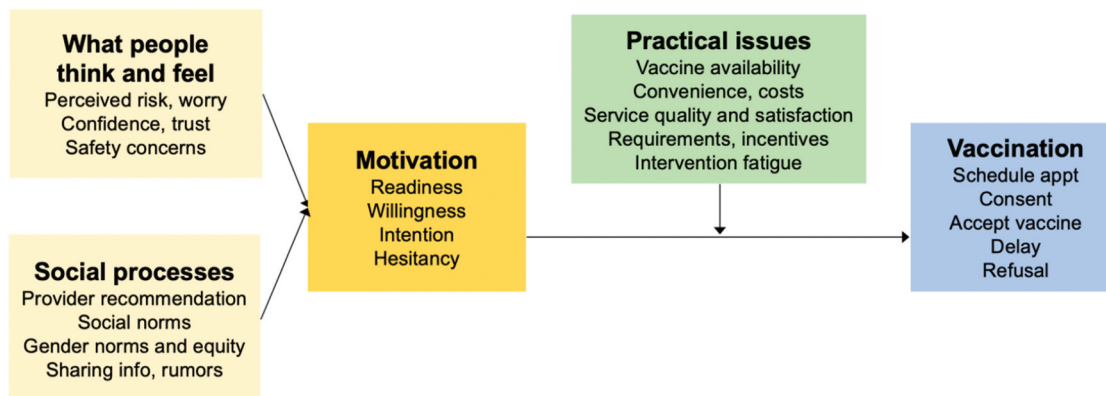 What people
think and feel
Perceived risk, worry
Confidence, trust
Safety concerns
Social processes
Provider recommendation
Social norms
Gender norms and equity
Sharing info, rumors
Motivation
Readiness
Willingness
Intention
Hesitancy
Practical issues
Vaccine availability
Convenience, costs
Service quality and satisfaction
Requirements, incentives
Intervention fatigue
Vaccination
Schedule appt
Consent
Accept vaccine
Delay
Refusal